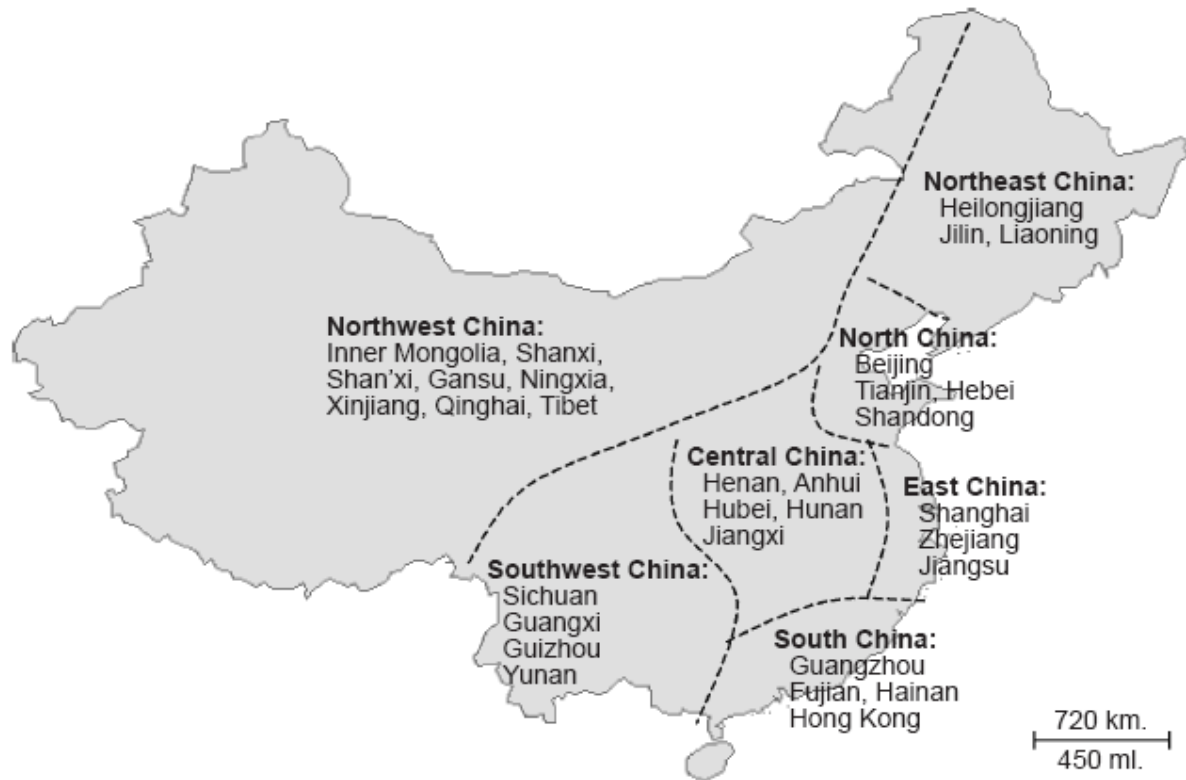 Northeast China:
Heilongjiang
Jilin, Liaoning
Northwest China:
Inner Mongolia, Shanxi,
Shan'xi, Gansu, Ningxia,
Xinjiang, Qinghai, Tibet
North China:
Beijing
Tianjin, Hebei
Shandong
Central China:
Henan, Anhui
Hubei, Hunan
Jiangxi
East China:
Shanghai
Zhejiang
Jiangsu
Southwest China:
Sichuan
Guangxi
Guizhou
Yunan
South China:
Guangzhou
Fujian, Hainan
Hong Kong
720 km.
450 ml.